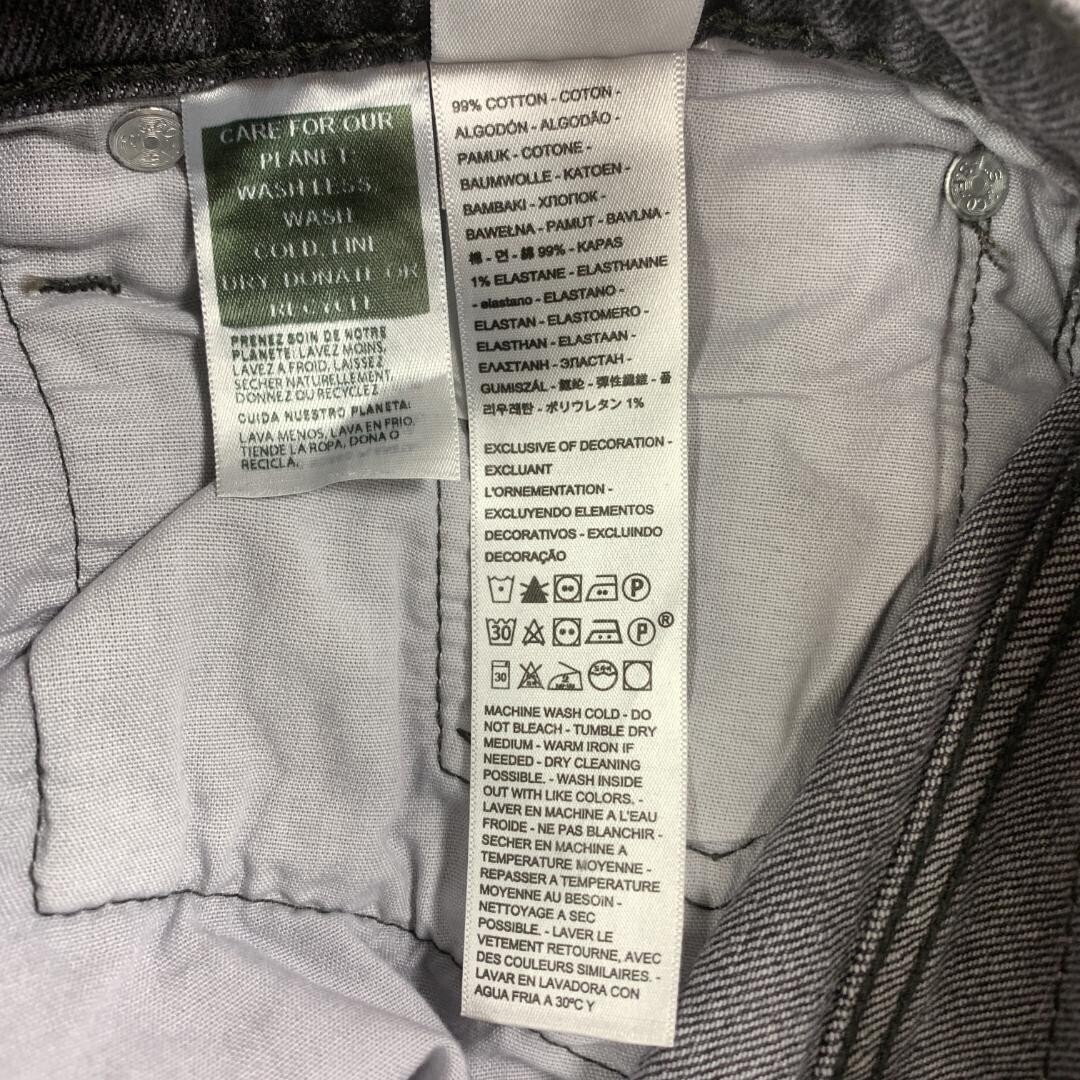 CARE FOR OUR
PLANET:
WASH LESS,
WASH
COLD, LINE
DRY, DONATE OR
RECYCLE
PRENEZ SOIN DE NOTRE
PLANÈTE: LAVEZ MOINS,
LAVEZ À FROID, LAISSEZ
SÉCHER NATURELLEMENT,
DONNEZ OU RECYCLEZ
CUIDA NUESTRO PLANETA:
LAVA MENOS, LAVA EN FRIO,
TIENDE LA ROPA, DONA O
RECICLA.
99% COTTON - COTON -
ALGODÓN - ALGODÃO -
PAMUK - COTONE -
BAUMWOLLE - KATOEN -
BAMBAKI - ХЛОПОК -
BAWEŁNA - PAMUT - BAVLNA -
棉 - 면 - 綿 99% - KAPAS
1% ELASTANE - ELASTHANNE
- elastano - ELASTANO -
ELASTAN - ELASTOMERO -
ELASTHAN - ELASTAAN -
ΕΛΑΣΤΑΝΗ - ЭЛАСТАН -
GUMISZÁL - 氨纶 - 彈性纖維 - 폴
리우레탄 - ポリウレタン 1%
EXCLUSIVE OF DECORATION -
EXCLUANT
L'ORNEMENTATION -
EXCLUYENDO ELEMENTOS
DECORATIVOS - EXCLUINDO
DECORAÇÃO
P
30 P ®
30
MACHINE WASH COLD - DO
NOT BLEACH - TUMBLE DRY
MEDIUM - WARM IRON IF
NEEDED - DRY CLEANING
POSSIBLE. - WASH INSIDE
OUT WITH LIKE COLORS. -
LAVER EN MACHINE A L'EAU
FROIDE - NE PAS BLANCHIR -
SECHER EN MACHINE A
TEMPERATURE MOYENNE -
REPASSER A TEMPERATURE
MOYENNE AU BESOiN -
NETTOYAGE A SEC
POSSIBLE. - LAVER LE
VETEMENT RETOURNE, AVEC
DES COULEURS SIMILAIRES. -
LAVAR EN LAVADORA CON
AGUA FRIA A 30ºC Y